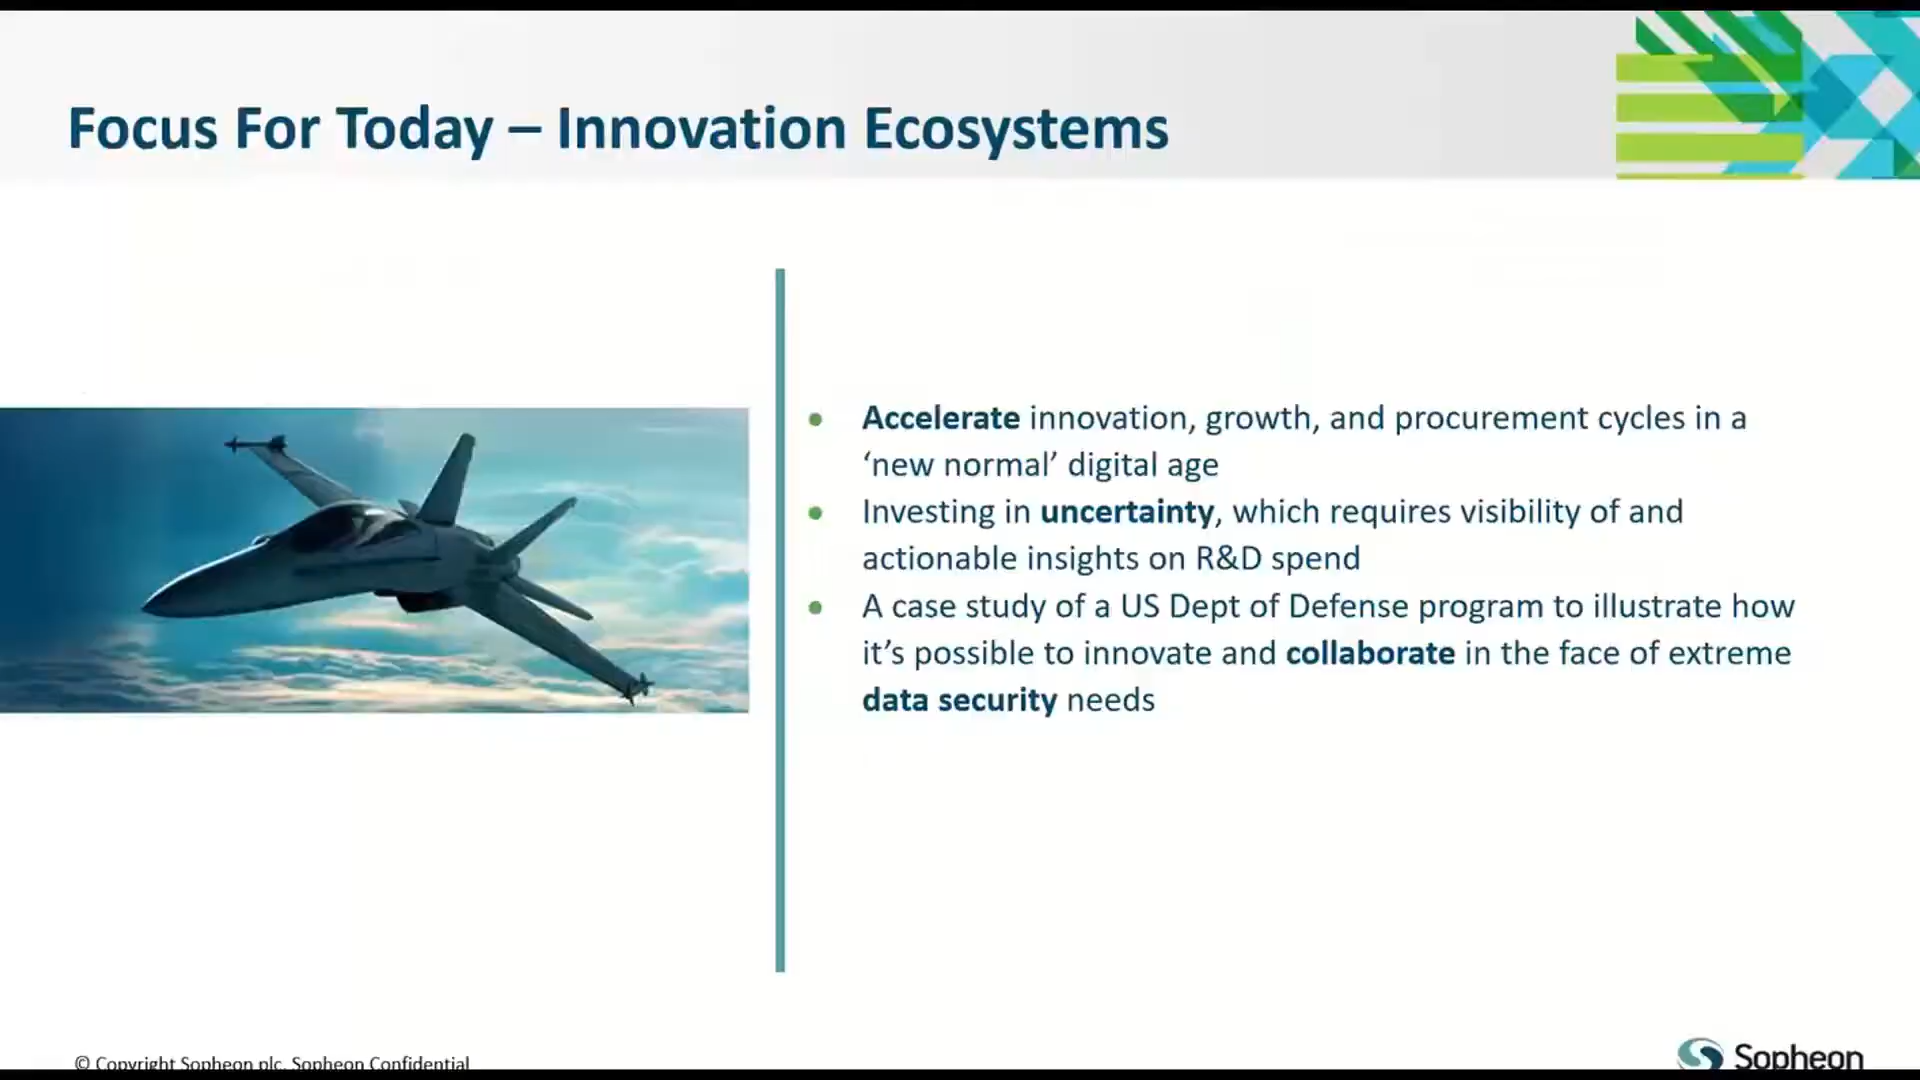 Focus For Today – Innovation Ecosystems
• Accelerate innovation, growth, and procurement cycles in a
‘new normal’ digital age
• Investing in uncertainty, which requires visibility of and
actionable insights on R&D spend
• A case study of a US Dept of Defense program to illustrate how
it’s possible to innovate and collaborate in the face of extreme
data security needs
© Copyright Sopheon plc. Sopheon Confidential
Sopheon